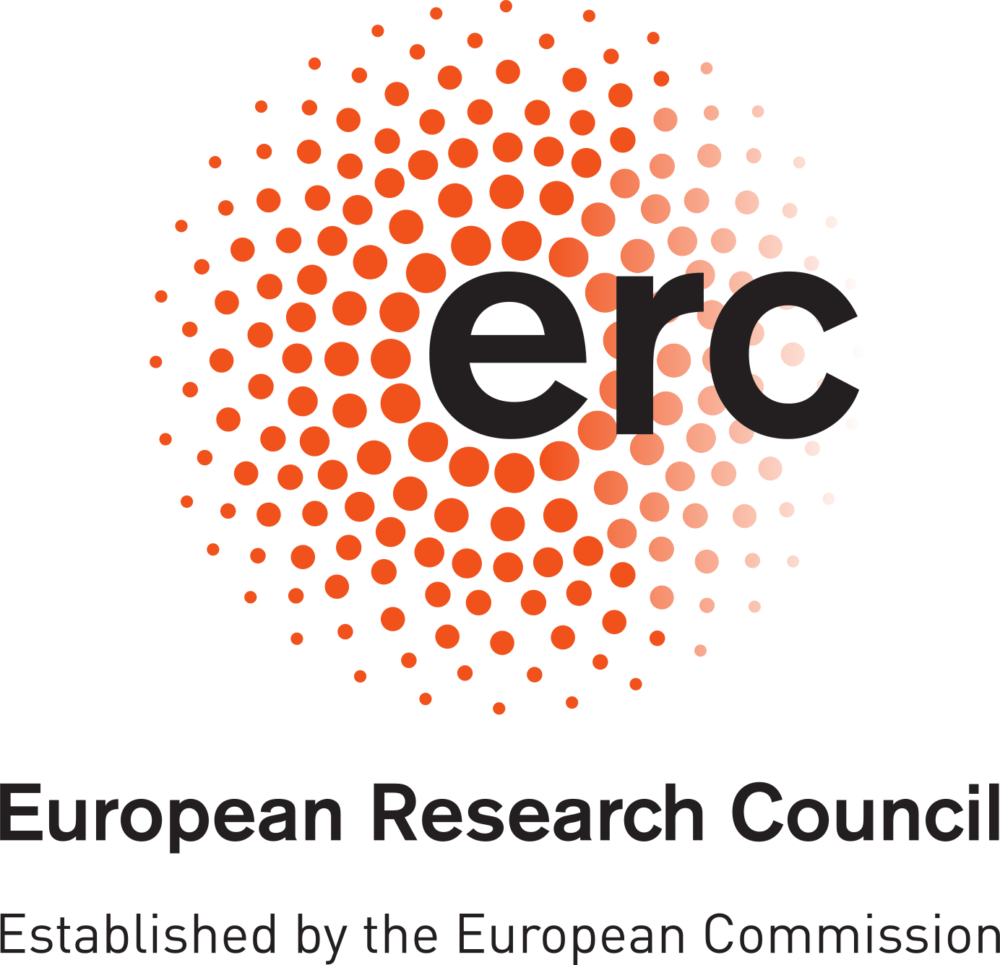 erc
European Research Council
Established by the European Commission